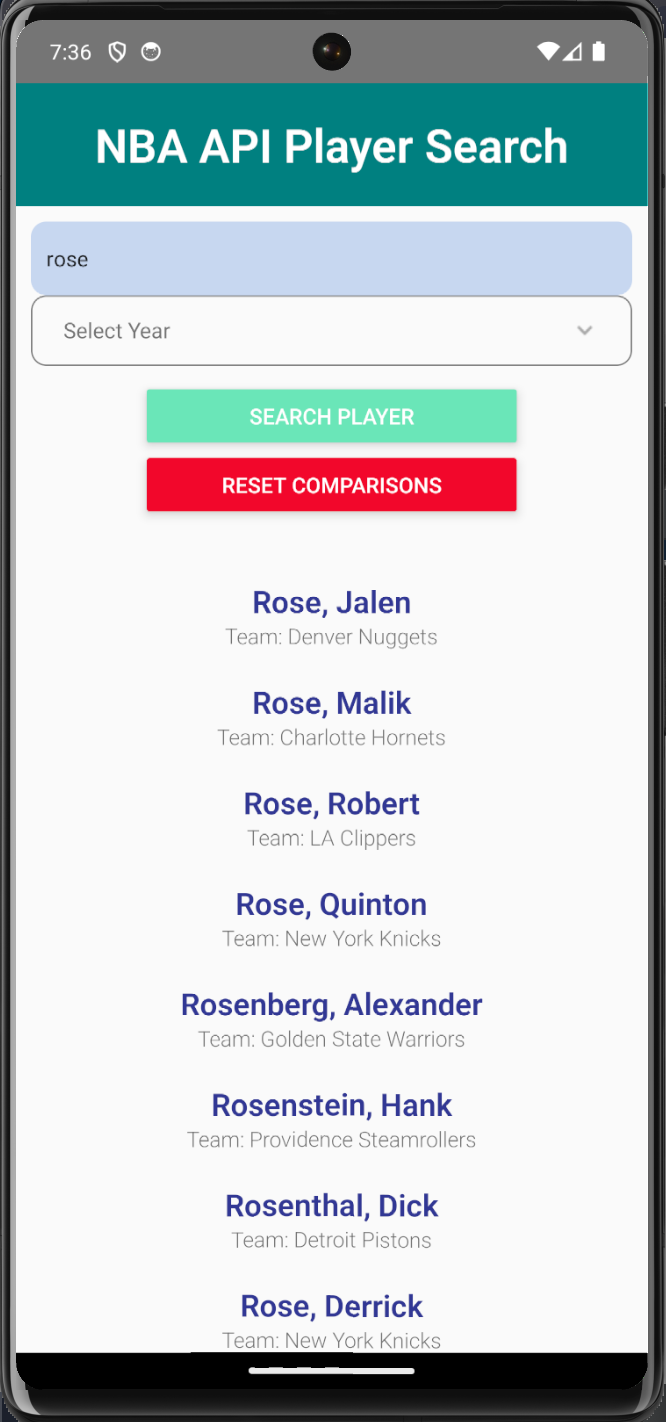 7:36
NBA API Player Search
rose
Select Year
SEARCH PLAYER
RESET COMPARISONS
Rose, Jalen
Team: Denver Nuggets
Rose, Malik
Team: Charlotte Hornets
Rose, Robert
Team: LA Clippers
Rose, Quinton
Team: New York Knicks
Rosenberg, Alexander
Team: Golden State Warriors
Rosenstein, Hank
Team: Providence Steamrollers
Rosenthal, Dick
Team: Detroit Pistons
Rose, Derrick
Team: New York Knicks